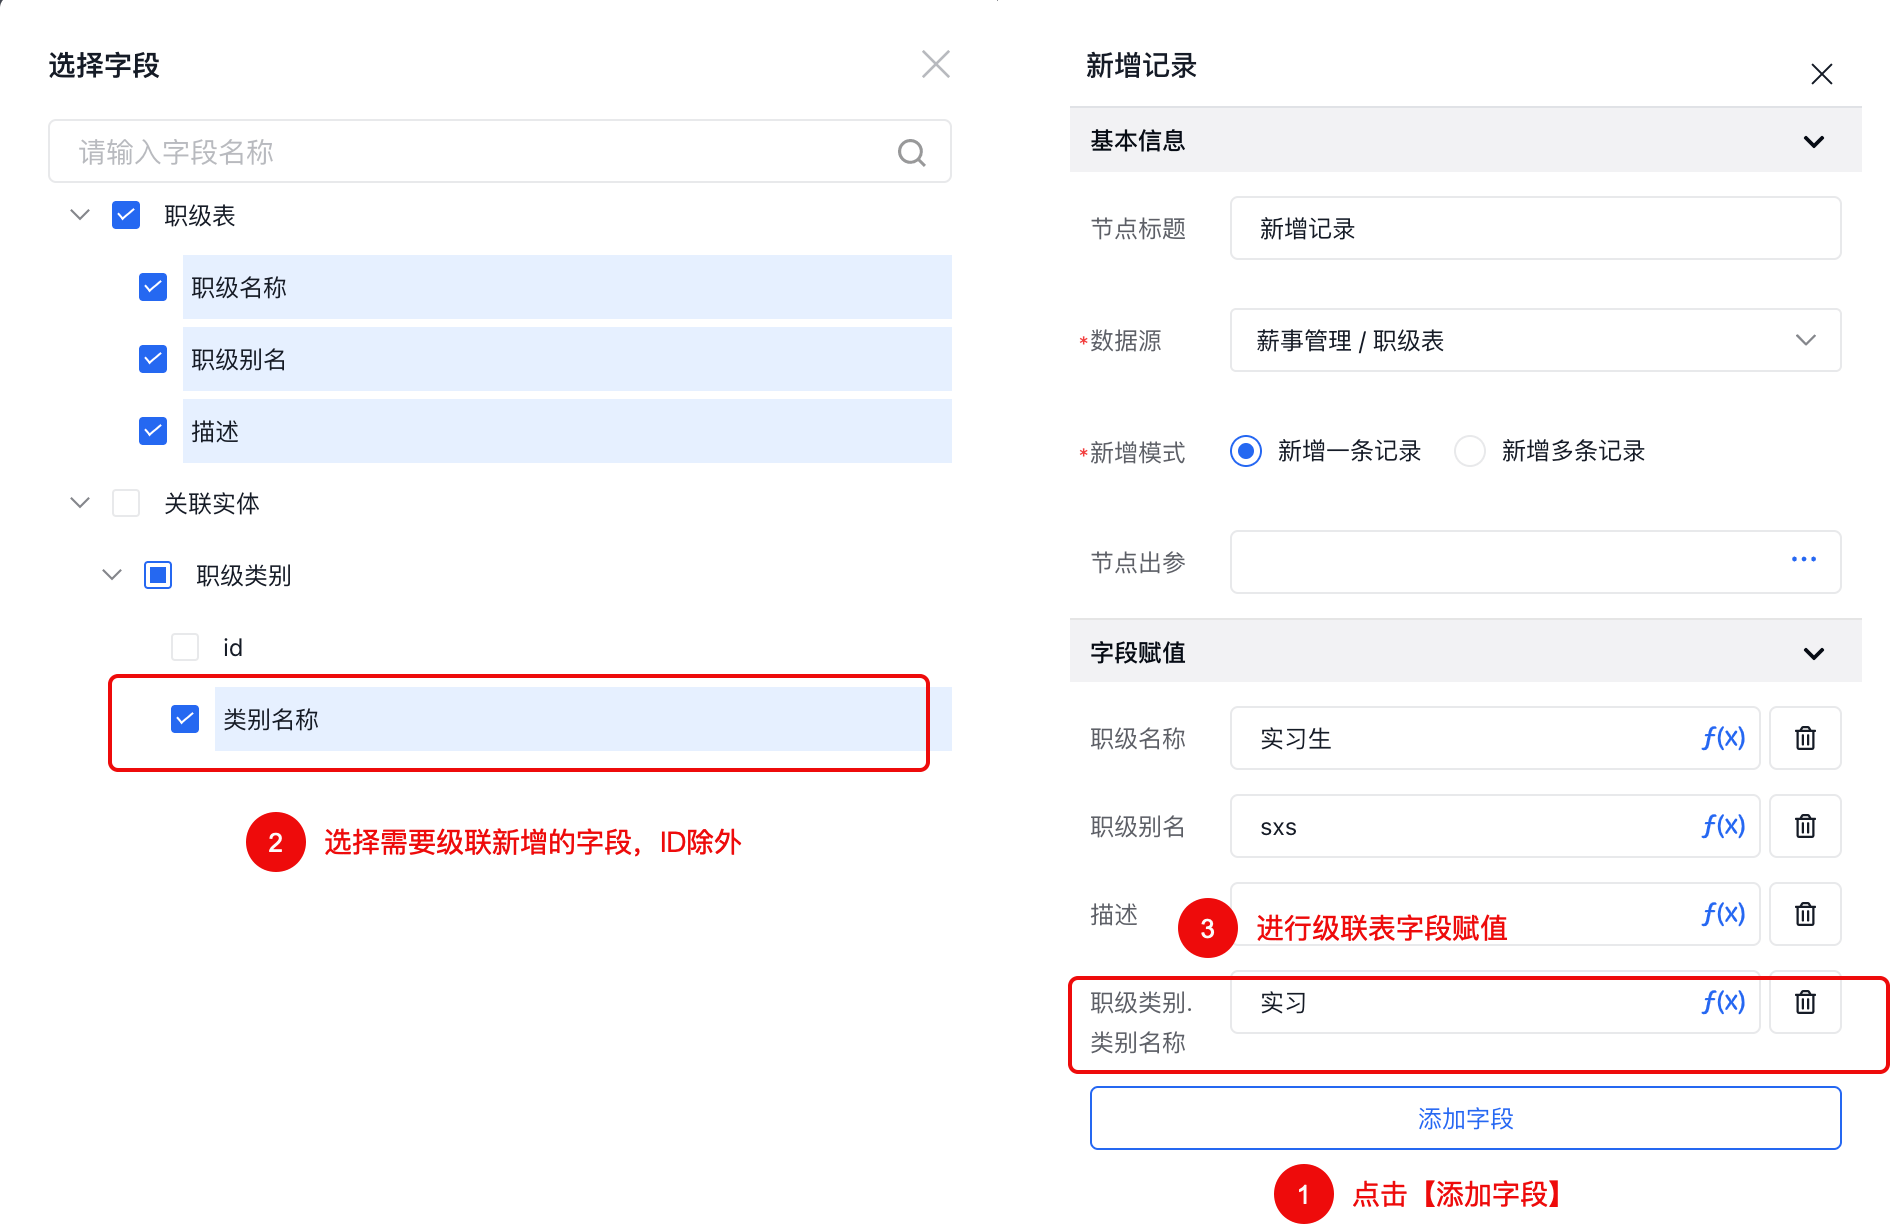 选择字段
请输入字段名称
职级表
职级名称
职级别名
描述
关联实体
职级类别
id
类别名称
2 选择需要级联新增的字段，ID除外
新增记录
基本信息
节点标题 新增记录
*数据源 薪事管理 / 职级表
*新增模式 新增一条记录 新增多条记录
节点出参 ···
字段赋值
职级名称 实习生 f(x)
职级别名 sxs f(x)
描述 f(x)
3 进行级联表字段赋值
职级类别. 实习 f(x)
类别名称
添加字段
1 点击【添加字段】